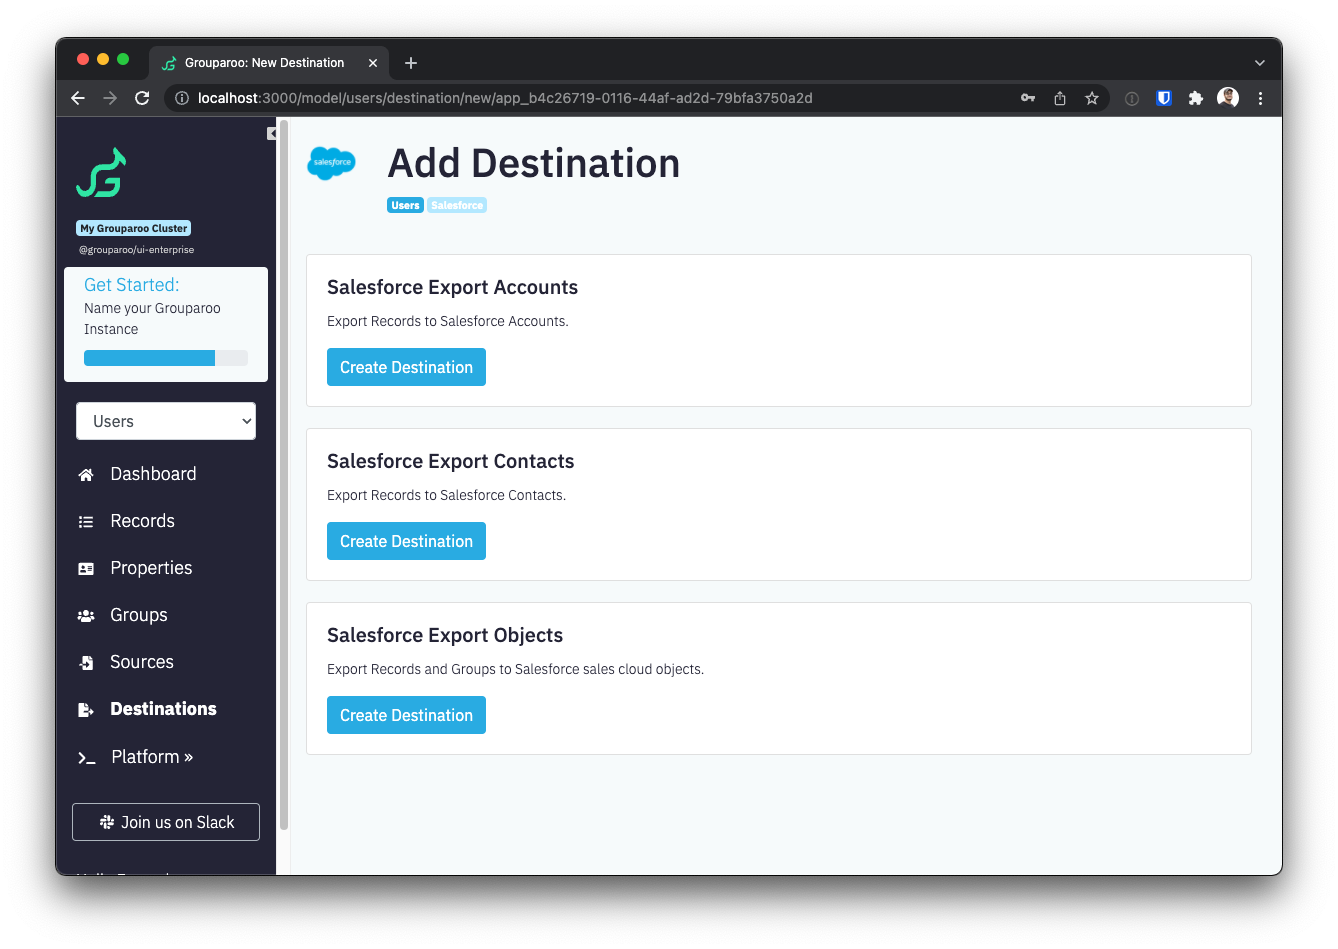 Grouparoo: New Destination
localhost:3000/model/users/destination/new/app_b4c26719-0116-44af-ad2d-79bfa3750a2d
My Grouparoo Cluster
@grouparoo/ui-enterprise
Get Started:
Name your Grouparoo
Instance
Users
Dashboard
Records
Properties
Groups
Sources
Destinations
Platform »
Join us on Slack
salesforce
Add Destination
Users Salesforce
Salesforce Export Accounts
Export Records to Salesforce Accounts.
Create Destination
Salesforce Export Contacts
Export Records to Salesforce Contacts.
Create Destination
Salesforce Export Objects
Export Records and Groups to Salesforce sales cloud objects.
Create Destination